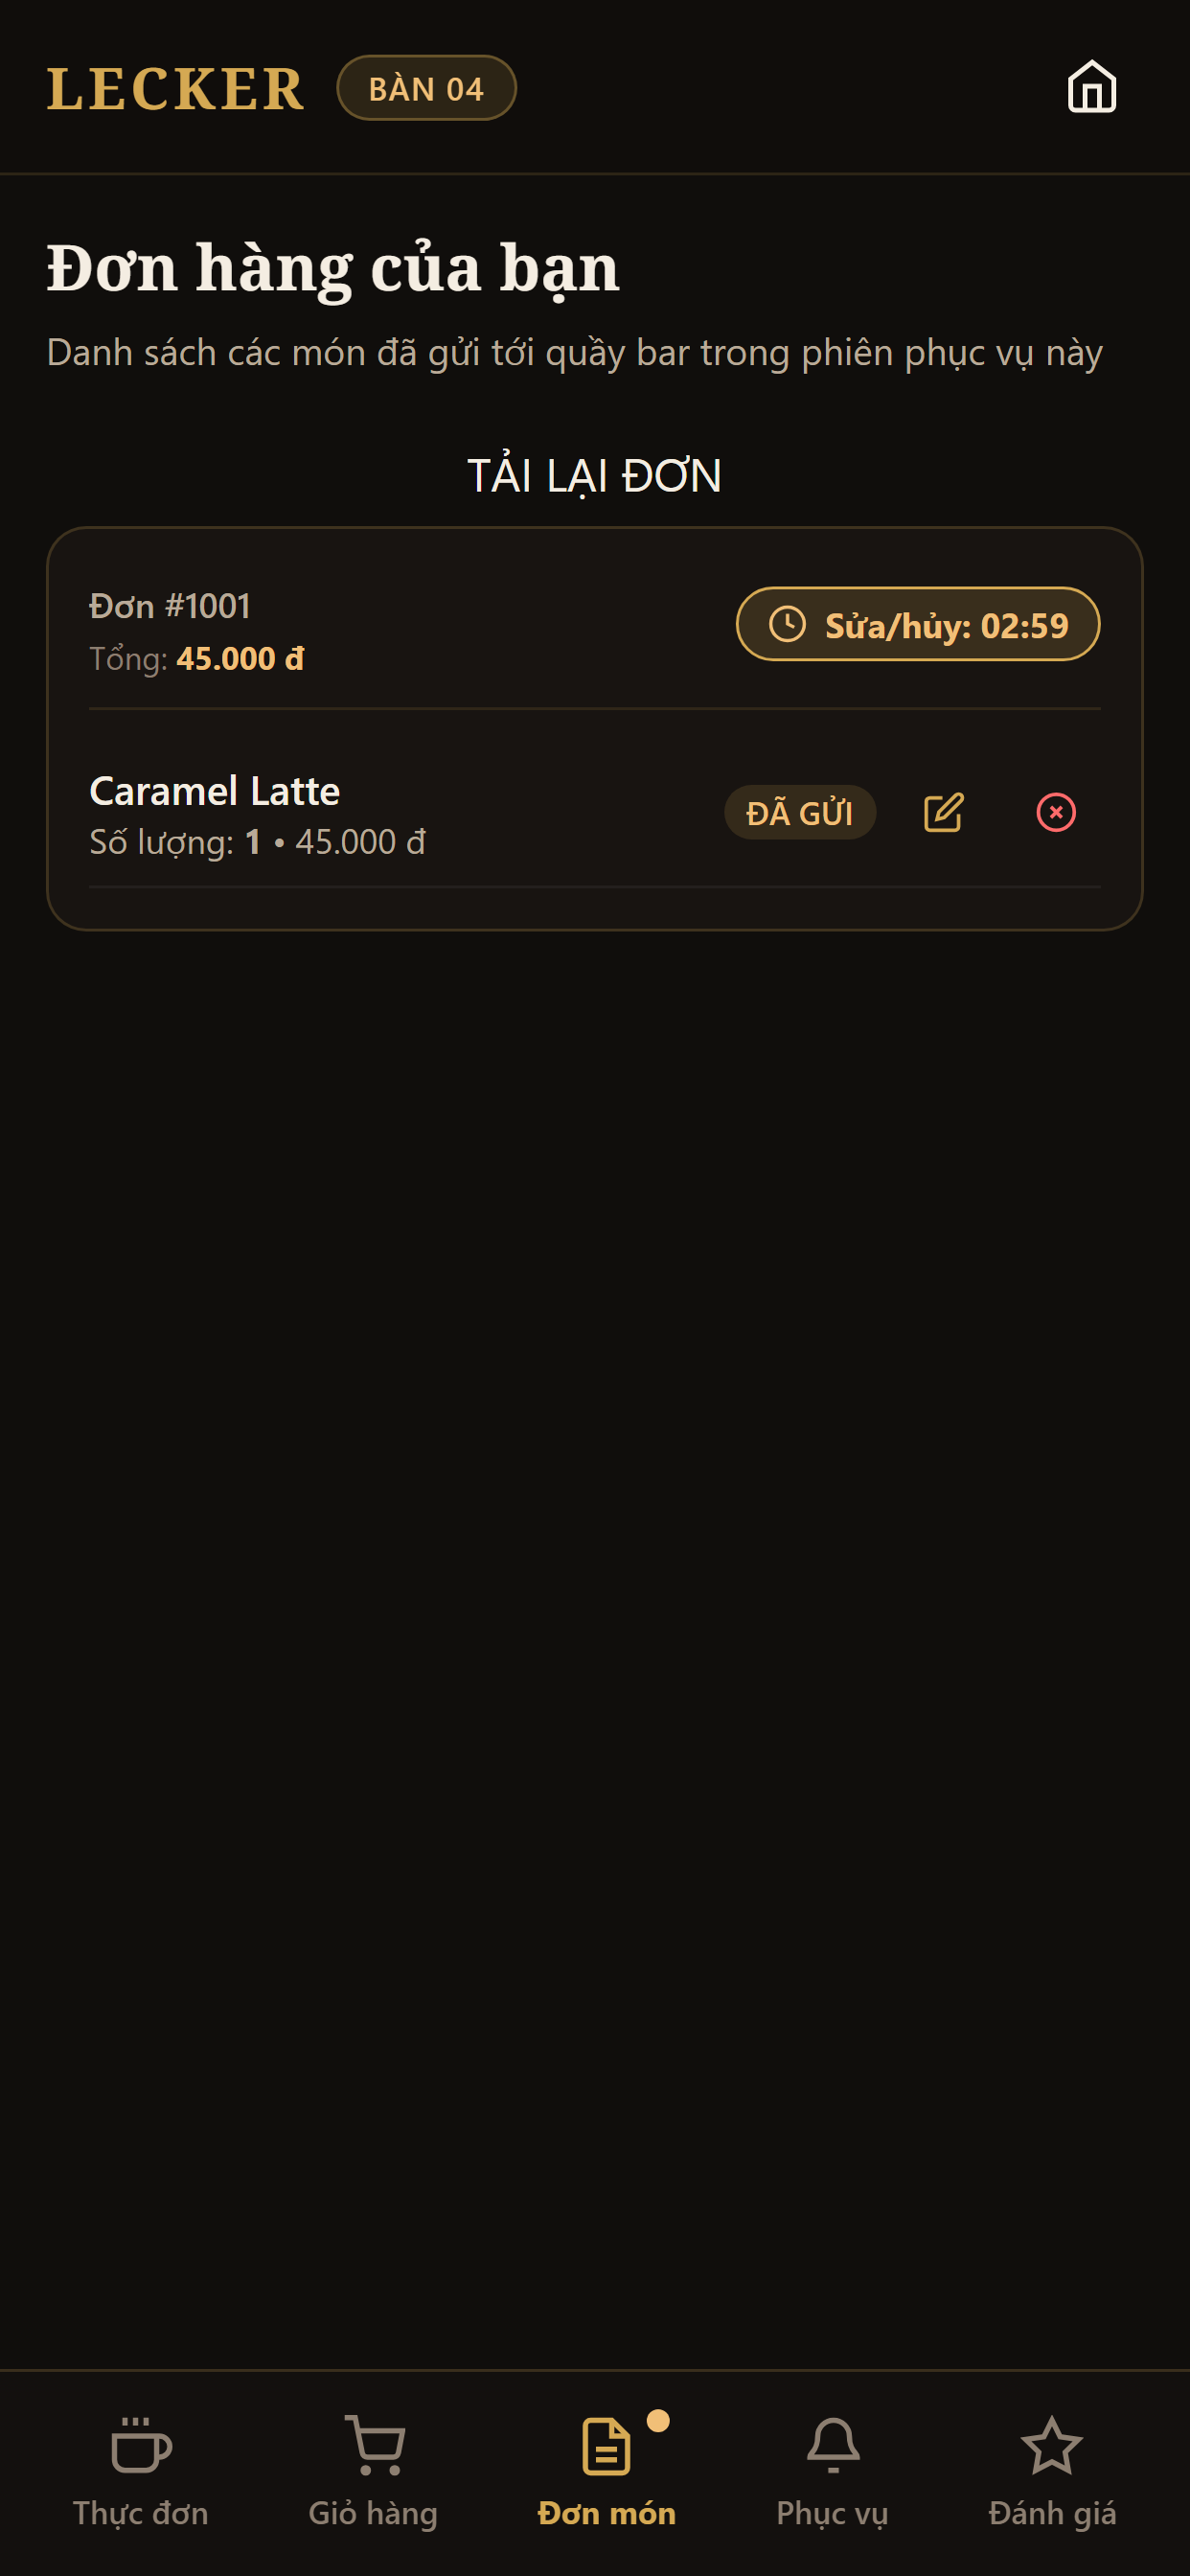 LECKER
BÀN 04
Đơn hàng của bạn
Danh sách các món đã gửi tới quầy bar trong phiên phục vụ này
TẢI LẠI ĐƠN
Đơn #1001
Tổng: 45.000 đ
Sửa/hủy: 02:59
Caramel Latte
Số lượng: 1 • 45.000 đ
ĐÃ GỬI
Thực đơn
Giỏ hàng
Đơn món
Phục vụ
Đánh giá